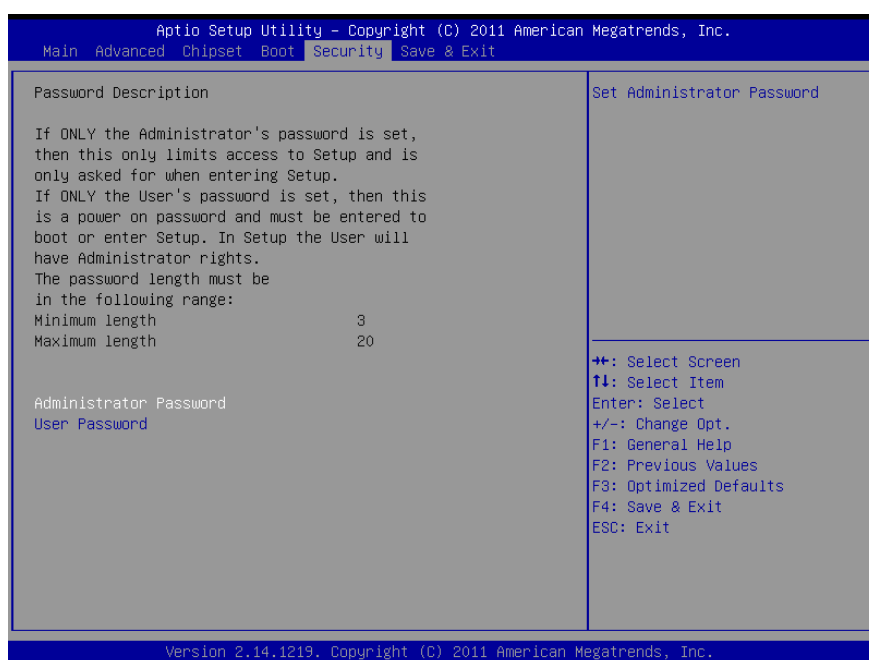 Aptio Setup Utility – Copyright (C) 2011 American Megatrends, Inc.
Main Advanced Chipset Boot Security Save & Exit
Password Description
If ONLY the Administrator's password is set,
then this only limits access to Setup and is
only asked for when entering Setup.
If ONLY the User's password is set, then this
is a power on password and must be entered to
boot or enter Setup. In Setup the User will
have Administrator rights.
The password length must be
in the following range:
Minimum length 3
Maximum length 20
Administrator Password
User Password
Set Administrator Password
→←: Select Screen
↑↓: Select Item
Enter: Select
+/-: Change Opt.
F1: General Help
F2: Previous Values
F3: Optimized Defaults
F4: Save & Exit
ESC: Exit
Version 2.14.1219. Copyright (C) 2011 American Megatrends, Inc.